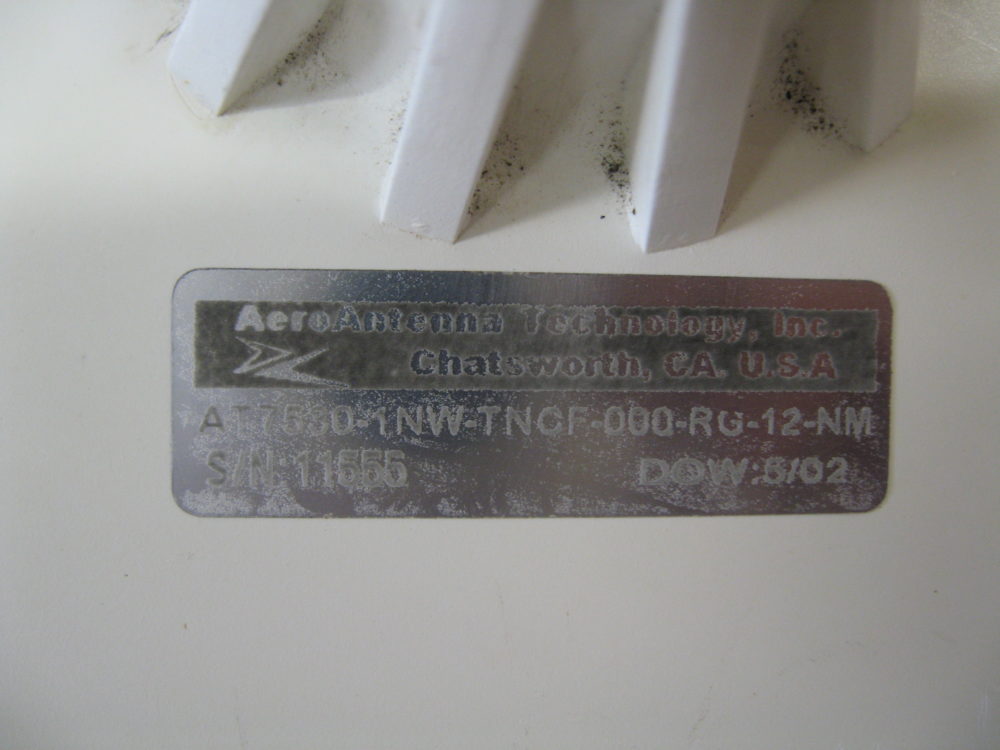 AeroAntenna Technology, Inc.
Chatsworth, CA. U.S.A
AT7530-1NW-TNCF-000-RG-12-NM
S/N: 11555
DOW:5/02